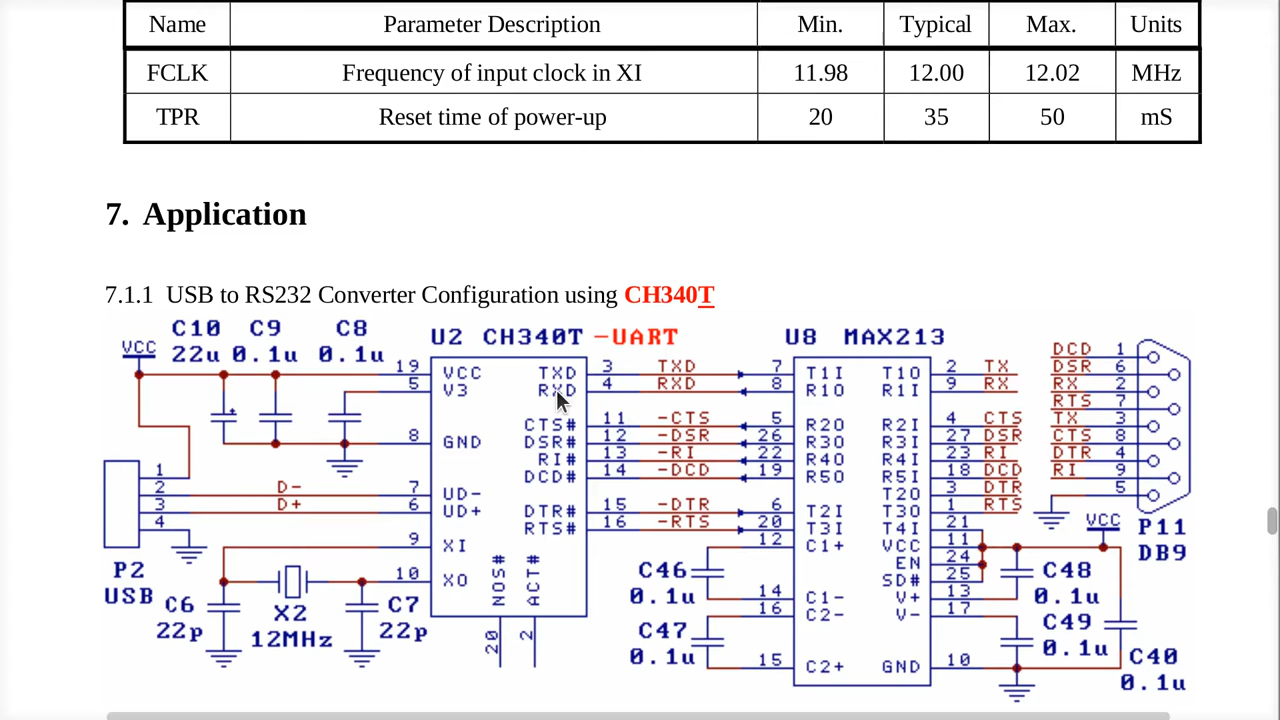 Name Parameter Description Min. Typical Max. Units
FCLK Frequency of input clock in XI 11.98 12.00 12.02 MHz
TPR Reset time of power-up 20 35 50 mS
7. Application
7.1.1 USB to RS232 Converter Configuration using CH340T
C10 C9 C8 U2 CH340T -UART U8 MAX213
VCC 22u 0.1u 0.1u DCD 1
19 VCC TXD 3 TXD 7 T1I T1O 2 TX DSR 6
5 V3 RXD 4 RXD 8 R1O R1I 9 RX RX 2
RTS 7
CTS# 11 -CTS 5 R2O R2I 4 CTS TX 3
8 GND DSR# 12 -DSR 26 R3O R3I 27 DSR CTS 8
RI# 13 -RI 22 R4O R4I 23 RI DTR 4
1 DCD# 14 -DCD 19 R5O R5I 18 DCD RI 9
2 D- 7 UD- T2O 3 DTR 5
3 D+ 6 UD+ DTR# 15 -DTR 6 T2I T3O 1 RTS
4 RTS# 16 -RTS 20 T3I T4I 21 VCC P11
9 XI 12 C1+ VCC 11 DB9
P2 EN 24
USB 10 XO NOS# ACT# C46 SD# 25 C48
C6 C7 0.1u 14 C1- V+ 13 0.1u
22p X2 22p 16 C2- V- 17 C49
12MHz 20 2 C47 0.1u
0.1u 15 C2+ GND 10 C40
0.1u